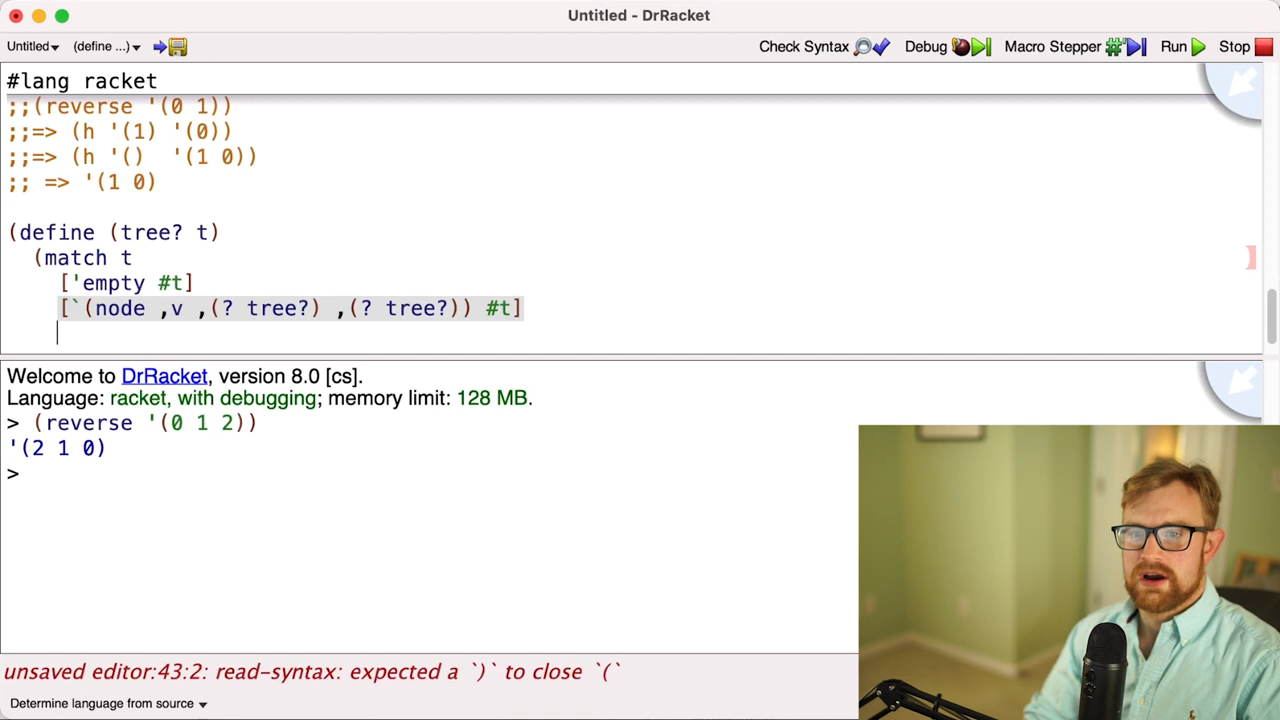 Untitled - DrRacket
Untitled (define ...) Check Syntax Debug Macro Stepper Run Stop
#lang racket
;;(reverse '(0 1))
;;=> (h '(1) '(0))
;;=> (h '()  '(1 0))
;; => '(1 0)
(define (tree? t)
  (match t
    ['empty #t]
    [`(node ,v ,(? tree?) ,(? tree?)) #t]
Welcome to DrRacket, version 8.0 [cs].
Language: racket, with debugging; memory limit: 128 MB.
> (reverse '(0 1 2))
'(2 1 0)
>
unsaved editor:43:2: read-syntax: expected a `)` to close `(`
Determine language from source